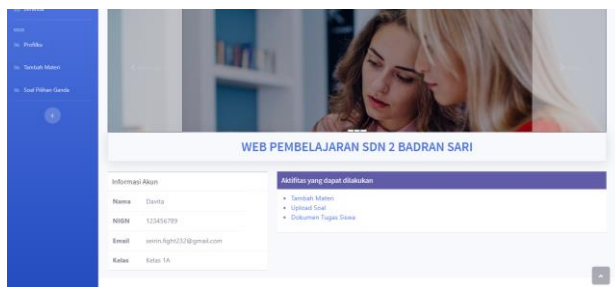 Profilku
Tambah Materi
Soal Pilihan Ganda
WEB PEMBELAJARAN SDN 2 BADRAN SARI
Informasi Akun
Nama Davita
NIGN 123456789
Email
Kelas Kelas 1A
Aktifitas yang dapat dilakukan
Tambah Materi
Upload Soal
Dokumen Tugas Siswa